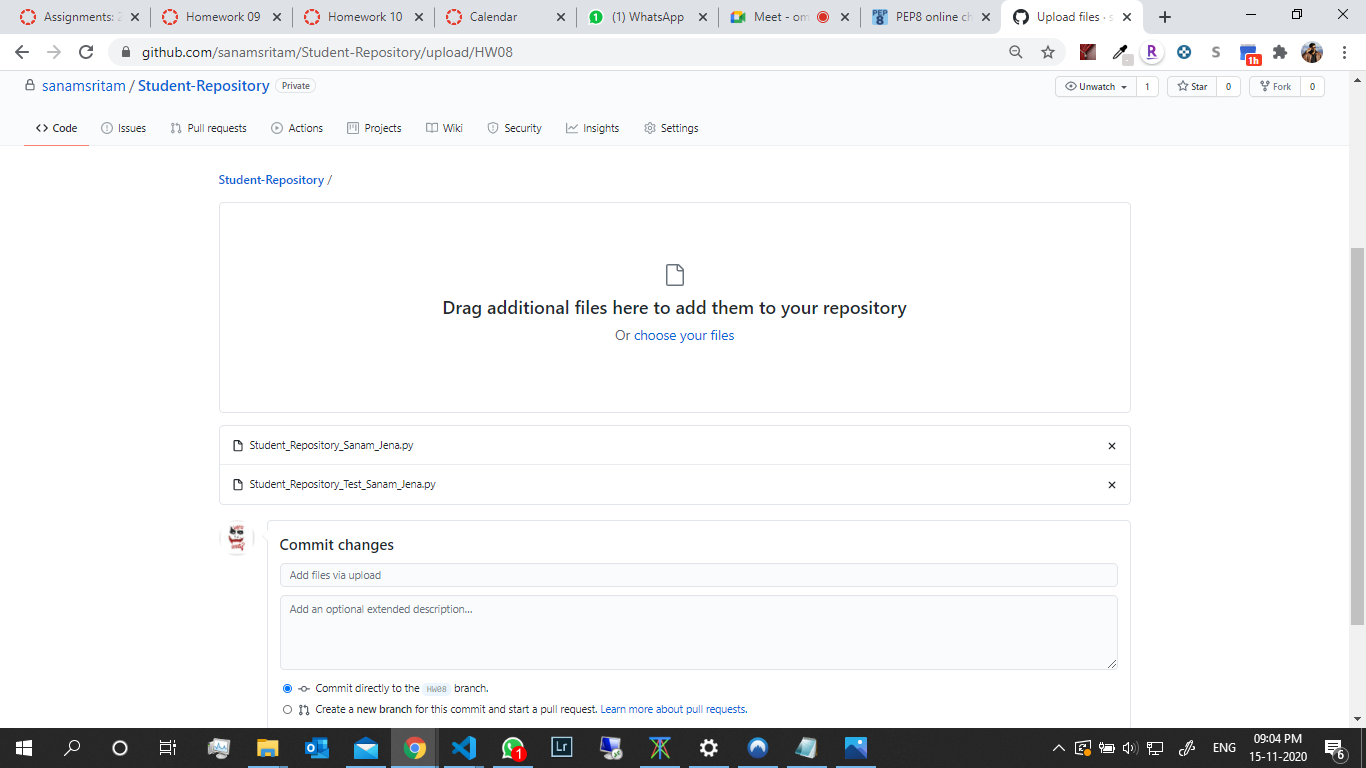 Assignments: 2
Homework 09
Homework 10
Calendar
(1) WhatsApp
Meet - om
PEP8 online ch
Upload files · s
github.com/sanamsritam/Student-Repository/upload/HW08
sanamsritam / Student-Repository Private
Unwatch 1 Star 0 Fork 0
Code Issues Pull requests Actions Projects Wiki Security Insights Settings
Student-Repository /
Drag additional files here to add them to your repository
Or choose your files
Student_Repository_Sanam_Jena.py
Student_Repository_Test_Sanam_Jena.py
Commit changes
Add files via upload
Add an optional extended description...
Commit directly to the HW08 branch.
Create a new branch for this commit and start a pull request. Learn more about pull requests.
ENG
09:04 PM
15-11-2020